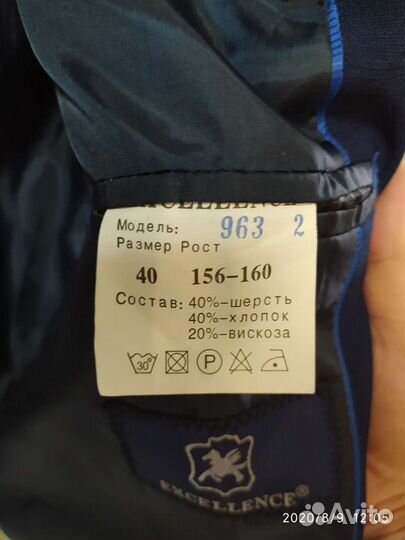 EXCELLENCE
Модель: 963 2
Размер Рост
40 156-160
Состав: 40%-шерсть
40%-хлопок
20%-вискоза
30°
P
EXCELLENCE®
2020/8/9 12:05
Avito